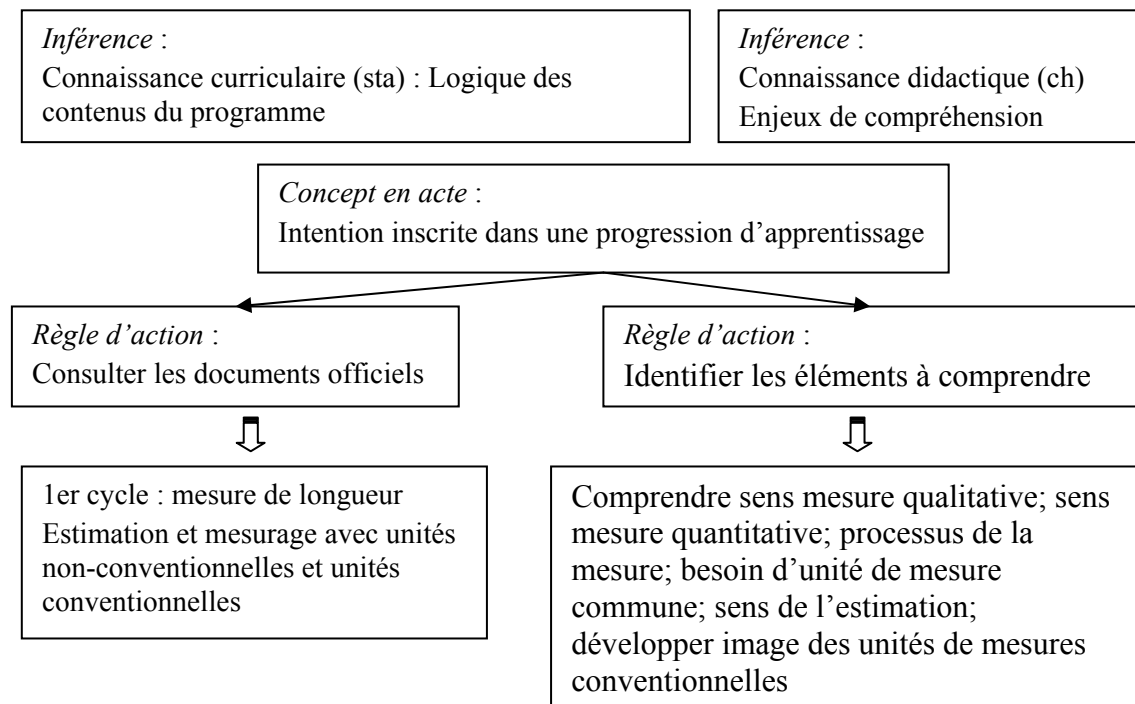 Inférence :
Connaissance curriculaire (sta) : Logique des
contenus du programme
Inférence :
Connaissance didactique (ch)
Enjeux de compréhension
Concept en acte :
Intention inscrite dans une progression d’apprentissage
Règle d’action :
Consulter les documents officiels
Règle d’action :
Identifier les éléments à comprendre
1er cycle : mesure de longueur
Estimation et mesurage avec unités
non-conventionnelles et unités
conventionnelles
Comprendre sens mesure qualitative; sens
mesure quantitative; processus de la
mesure; besoin d’unité de mesure
commune; sens de l’estimation;
développer image des unités de mesures
conventionnelles